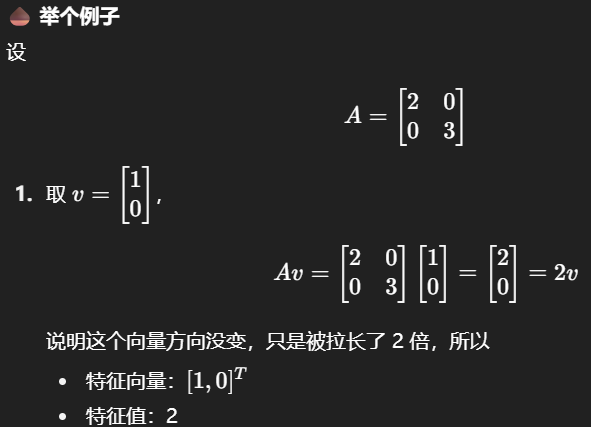 🌰 举个例子
设
A = \begin{bmatrix} 2 & 0 \\ 0 & 3 \end{bmatrix}
1. 取 v = \begin{bmatrix} 1 \\ 0 \end{bmatrix},
Av = \begin{bmatrix} 2 & 0 \\ 0 & 3 \end{bmatrix} \begin{bmatrix} 1 \\ 0 \end{bmatrix} = \begin{bmatrix} 2 \\ 0 \end{bmatrix} = 2v
说明这个向量方向没变，只是被拉长了 2 倍，所以
• 特征向量：[1, 0]^T
• 特征值：2